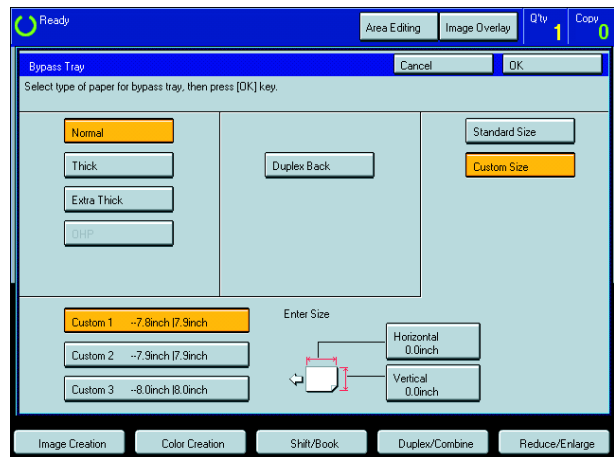 Ready
Area Editing
Image Overlay
Q'ty
1
Copy
0
Bypass Tray
Cancel
OK
Select type of paper for bypass tray, then press [OK] key.
Normal
Standard Size
Thick
Duplex Back
Custom Size
Extra Thick
OHP
Custom 1 --7.8inch |7.9inch
Enter Size
Custom 2 --7.9inch |7.9inch
Horizontal
0.0inch
Custom 3 --8.0inch |8.0inch
Vertical
0.0inch
Image Creation
Color Creation
Shift/Book
Duplex/Combine
Reduce/Enlarge